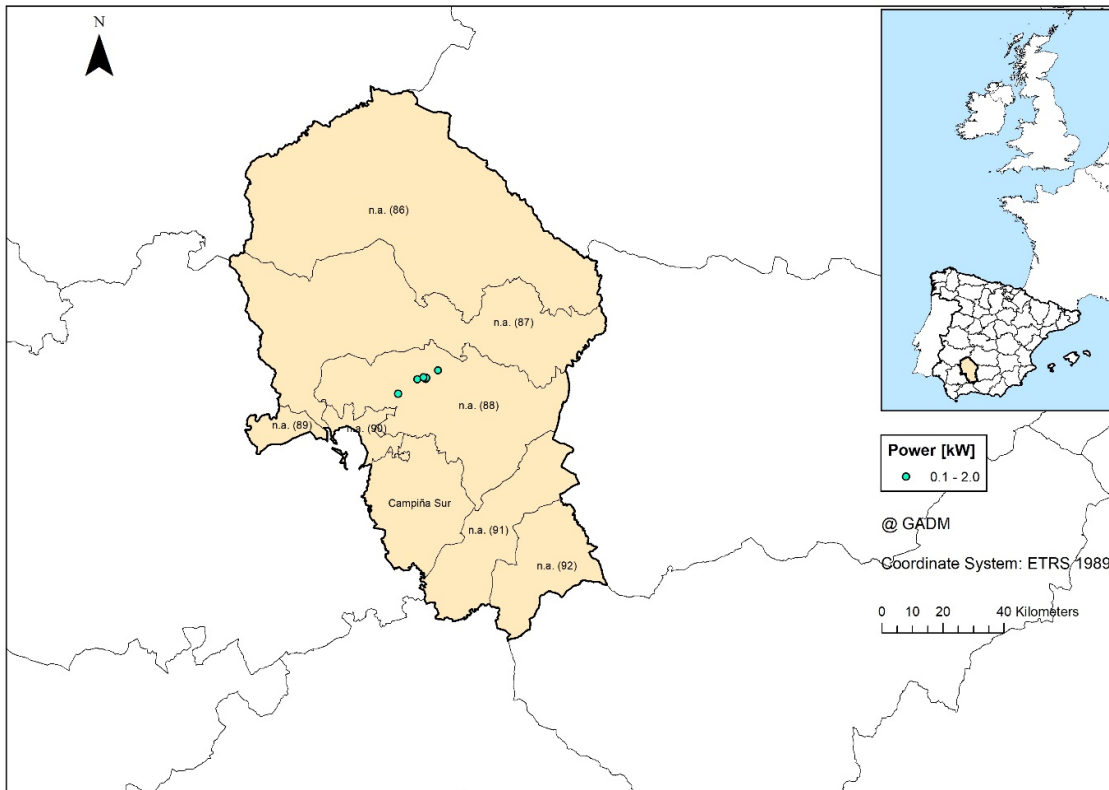 N
n.a. (86)
n.a. (87)
n.a. (88)
n.a. (89)
n.a. (90)
Campiña Sur
n.a. (91)
n.a. (92)
Power [kW]
0.1 - 2.0
@ GADM
Coordinate System: ETRS 1989
0 10 20 40 Kilometers